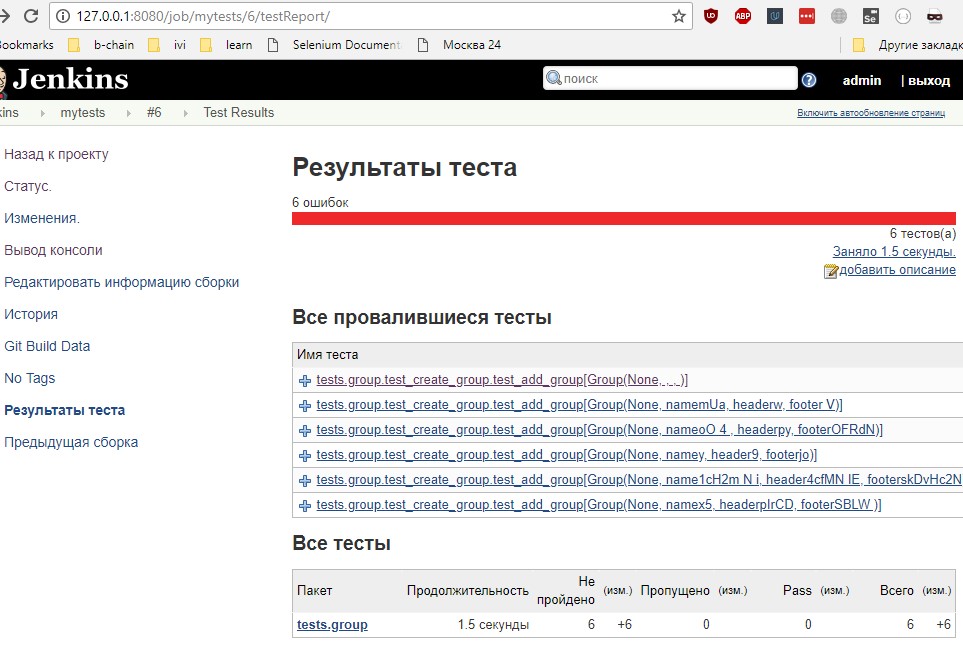 127.0.0.1:8080/job/mytests/6/testReport/
Bookmarks b-chain ivi learn Selenium Document Москва 24 Другие заклад
Jenkins поиск admin | выход
mytests #6 Test Results Включить автообновление страниц
Назад к проекту
Статус.
Изменения.
Вывод консоли
Редактировать информацию сборки
История
Git Build Data
No Tags
Результаты теста
Предыдущая сборка
Результаты теста
6 ошибок
6 тестов(а)
Заняло 1.5 секунды.
добавить описание
Все провалившиеся тесты
Имя теста
tests.group.test_create_group.test_add_group[Group(None, , , )]
tests.group.test_create_group.test_add_group[Group(None, namemUa, headerw, footer V)]
tests.group.test_create_group.test_add_group[Group(None, nameoO 4 , headerpy, footerOFRdN)]
tests.group.test_create_group.test_add_group[Group(None, namey, header9, footerjo)]
tests.group.test_create_group.test_add_group[Group(None, name1cH2m N i, header4cfMN IE, footerskDvHc2N
tests.group.test_create_group.test_add_group[Group(None, namex5, headerpIrCD, footerSBLW )]
Все тесты
Пакет Продолжительность Не пройдено (изм.) Пропущено (изм.) Pass (изм.) Всего (изм.)
tests.group 1.5 секунды 6 +6 0 0 6 +6